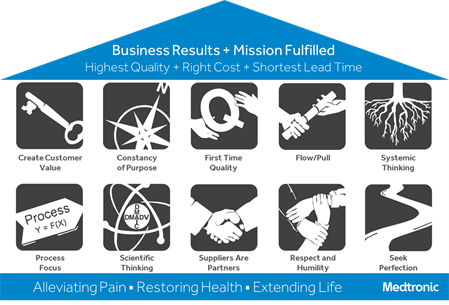 Business Results + Mission Fulfilled
Highest Quality + Right Cost + Shortest Lead Time
Create Customer Value
Constancy of Purpose
First Time Quality
Flow/Pull
Systemic Thinking
Process
Y = F(X)
DMADV
DMAIC
Process Focus
Scientific Thinking
Suppliers Are Partners
Respect and Humility
Seek Perfection
Alleviating Pain ▪ Restoring Health ▪ Extending Life
Medtronic